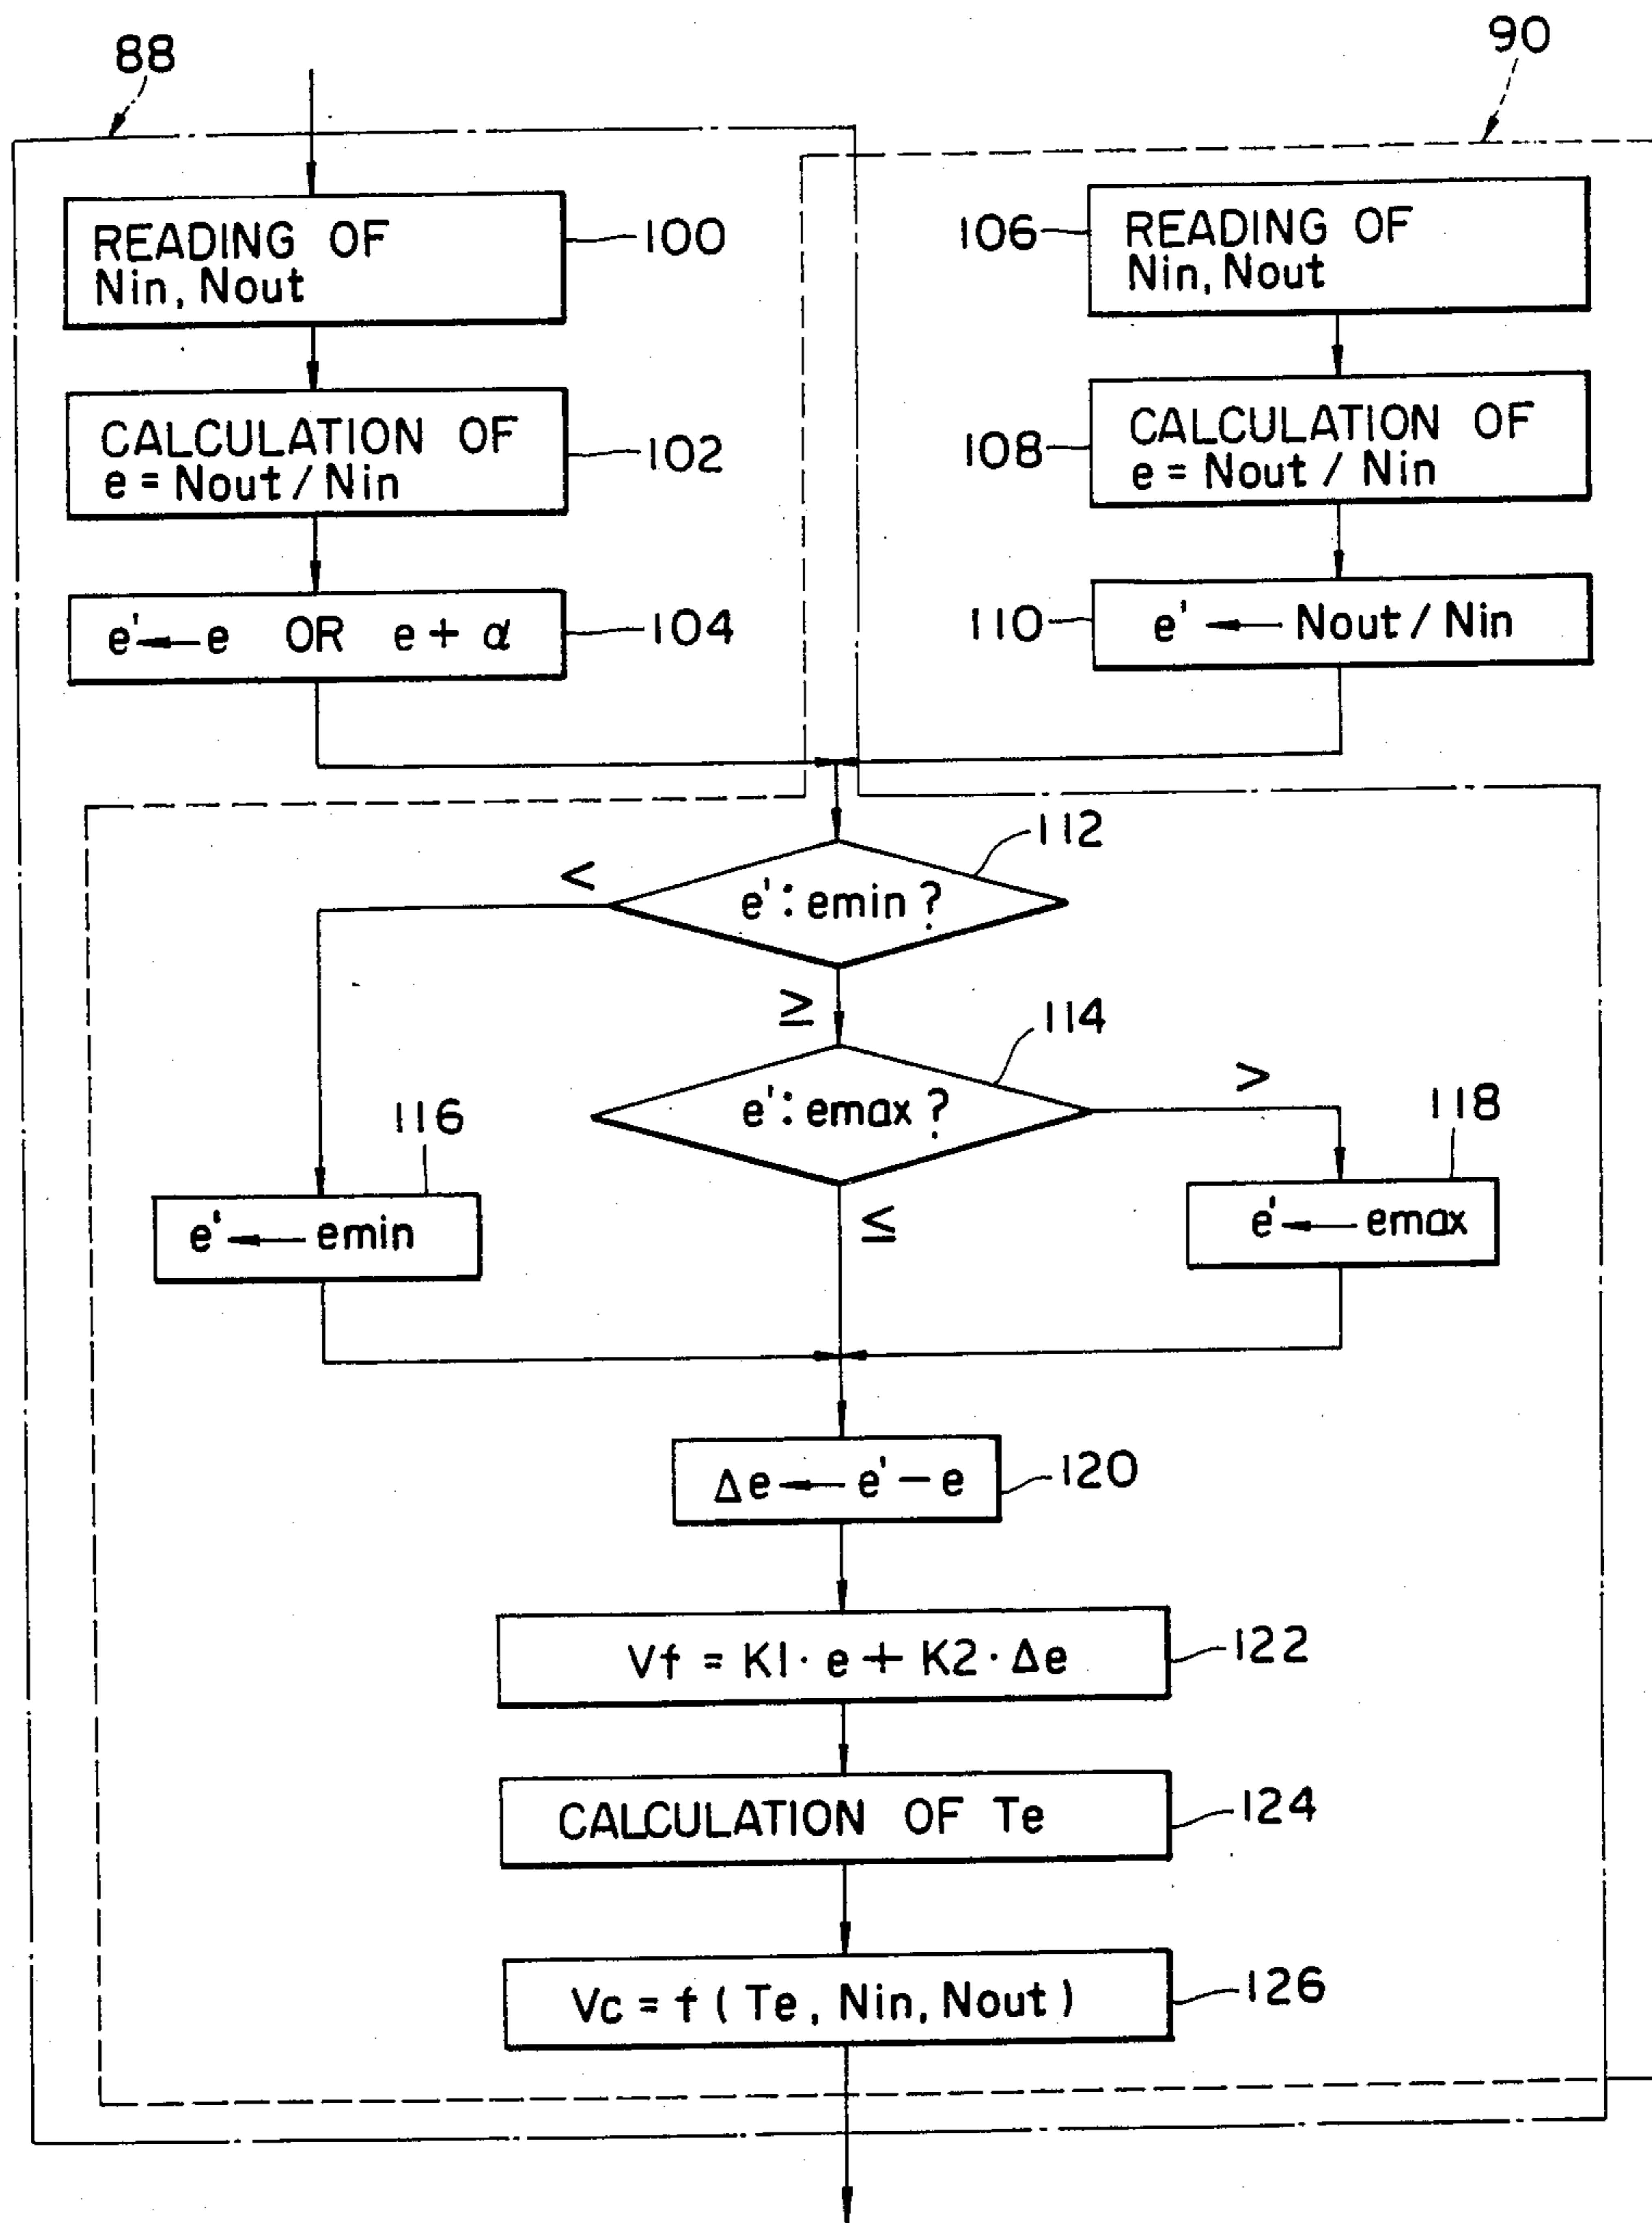 88
90
READING OF
Nin, Nout
100
106
READING OF
Nin, Nout
CALCULATION OF
e = Nout / Nin
102
108
CALCULATION OF
e = Nout / Nin
e' ← e OR e + α
104
110
e' ← Nout / Nin
112
<
e' : emin ?
≥
114
e' : emax ?
>
116
118
≤
e' ← emin
e' ← emax
Δe ← e' − e
120
Vf = K1 · e + K2 · Δe
122
CALCULATION OF Te
124
Vc = f ( Te, Nin, Nout )
126